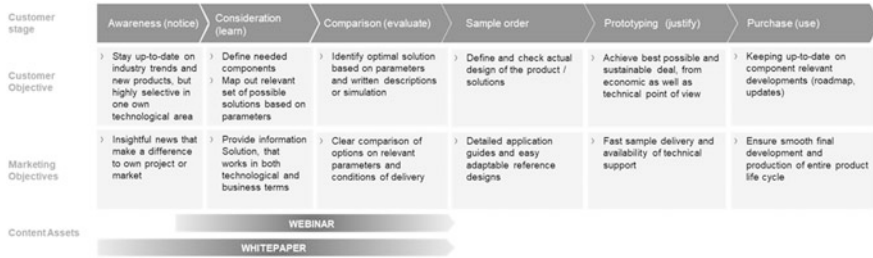 Customer stage
Awareness (notice)
Consideration (learn)
Comparison (evaluate)
Sample order
Prototyping (justify)
Purchase (use)
Customer Objective
› Stay up-to-date on
industry trends and
new products, but
highly selective in
one own
technological area
› Define needed
components
› Map out relevant
set of possible
solutions based on
parameters
› Identify optimal solution
based on parameters
and written descriptions
or simulation
› Define and check actual
design of the product /
solutions
› Achieve best possible and
sustainable deal, from
economic as well as
technical point of view
› Keeping up-to-date on
component relevant
developments (roadmap,
updates)
Marketing Objectives
› Insightful news that
make a difference
to own project or
market
› Provide information
Solution, that
works in both
technological and
business terms
› Clear comparison of
options on relevant
parameters and
conditions of delivery
› Detailed application
guides and easy
adaptable reference
designs
› Fast sample delivery and
availability of technical
support
› Ensure smooth final
development and
production of entire product
life cycle
Content Assets
WEBINAR
WHITEPAPER